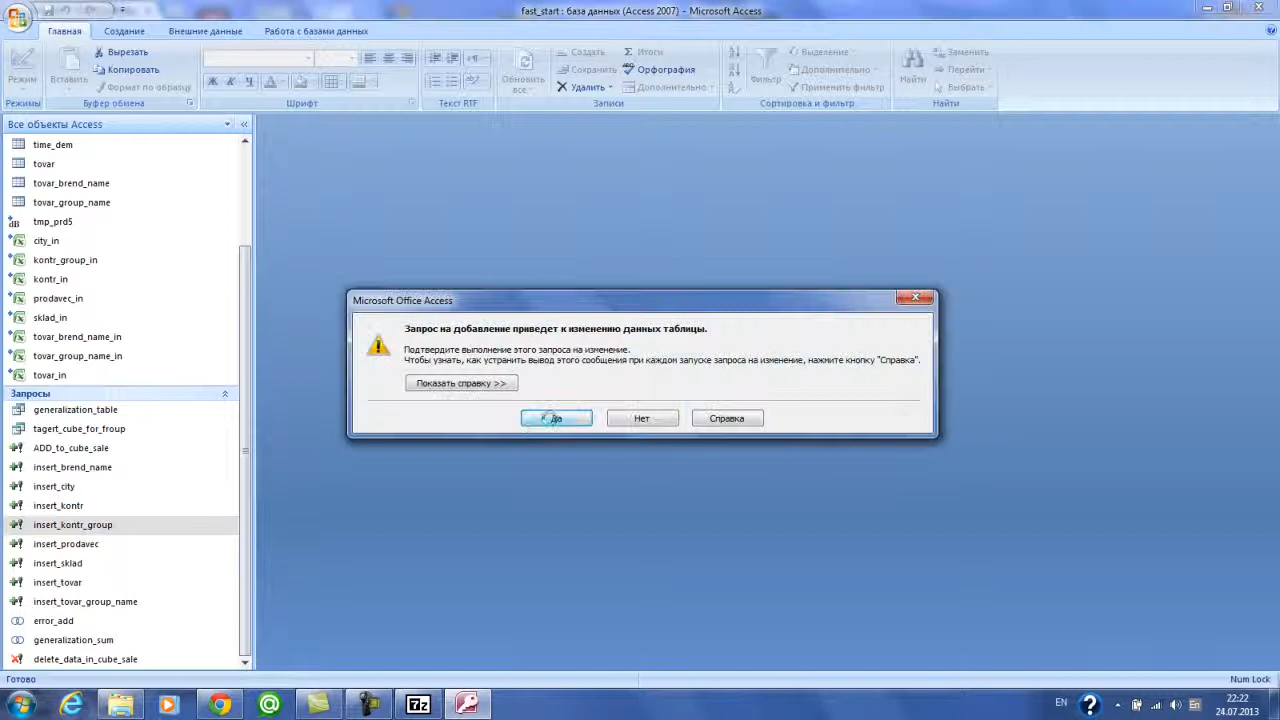 fast_start : база данных (Access 2007) - Microsoft Access
Главная Создание Внешние данные Работа с базами данных
Режим
Режимы
Вставить
Вырезать
Копировать
Формат по образцу
Буфер обмена
Ж К Ч
Шрифт
Текст RTF
Обновить все
Создать
Сохранить
Удалить
Итоги
Орфография
Дополнительно
Записи
Фильтр
Выделение
Дополнительно
Применить фильтр
Сортировка и фильтр
Найти
Заменить
Перейти
Выбрать
Найти
Все объекты Access
time_dem
tovar
tovar_brend_name
tovar_group_name
tmp_prd5
city_in
kontr_group_in
kontr_in
prodavec_in
sklad_in
tovar_brend_name_in
tovar_group_name_in
tovar_in
Запросы
generalization_table
tagert_cube_for_froup
ADD_to_cube_sale
insert_brend_name
insert_city
insert_kontr
insert_kontr_group
insert_prodavec
insert_sklad
insert_tovar
insert_tovar_group_name
error_add
generalization_sum
delete_data_in_cube_sale
Microsoft Office Access
Запрос на добавление приведет к изменению данных таблицы.
Подтвердите выполнение этого запроса на изменение.
Чтобы узнать, как устранить вывод этого сообщения при каждом запуске запроса на изменение, нажмите кнопку "Справка".
Показать справку >>
Да Нет Справка
Готово
Num Lock
7z
EN
22:22
24.07.2013